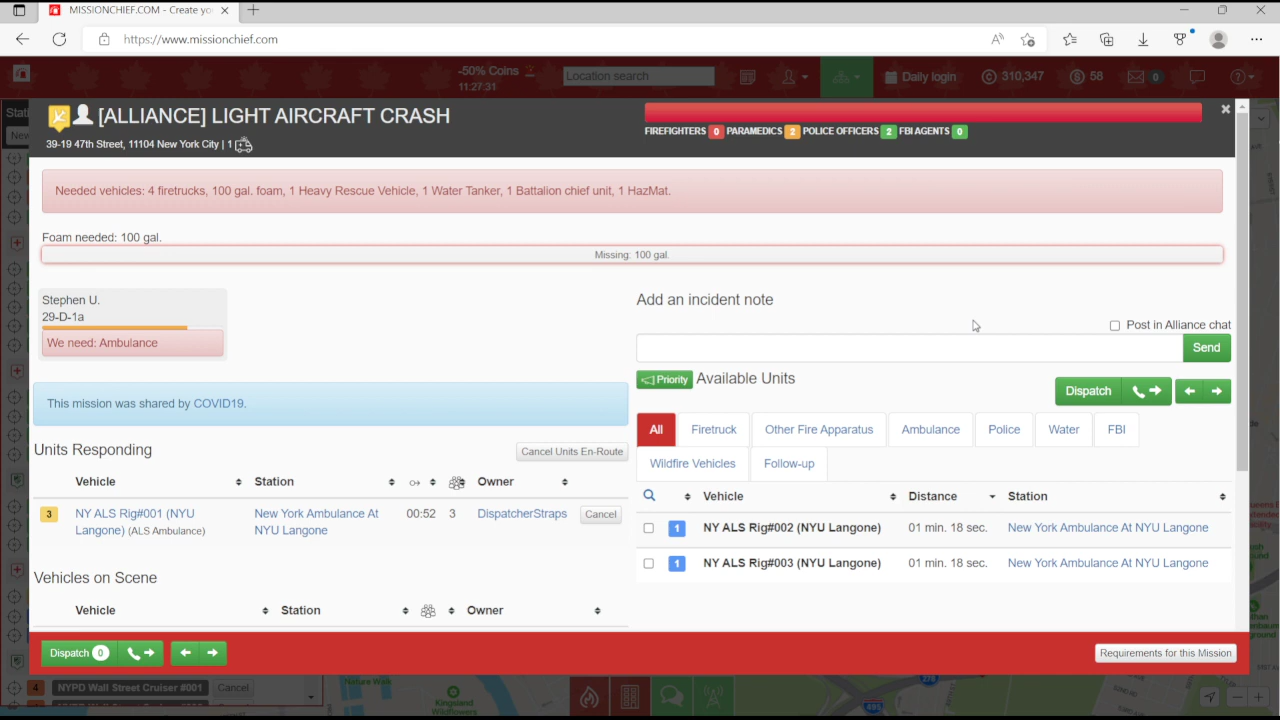 MISSIONCHIEF.COM - Create yo
https://www.missionchief.com
-50% Coins
11:27:31
Location search
Daily login
310,347
58
0
[ALLIANCE] LIGHT AIRCRAFT CRASH
39-19 47th Street, 11104 New York City | 1
FIREFIGHTERS 0 PARAMEDICS 2 POLICE OFFICERS 2 FBI AGENTS 0
Needed vehicles: 4 firetrucks, 100 gal. foam, 1 Heavy Rescue Vehicle, 1 Water Tanker, 1 Battalion chief unit, 1 HazMat.
Foam needed: 100 gal.
Missing: 100 gal.
Stephen U.
29-D-1a
We need: Ambulance
This mission was shared by COVID19.
Units Responding
Cancel Units En-Route
Vehicle Station Owner
3 NY ALS Rig#001 (NYU Langone) (ALS Ambulance) New York Ambulance At NYU Langone 00:52 3 DispatcherStraps Cancel
Vehicles on Scene
Vehicle Station Owner
Add an incident note
Post in Alliance chat
Send
Priority Available Units
Dispatch
All Firetruck Other Fire Apparatus Ambulance Police Water FBI
Wildfire Vehicles Follow-up
Vehicle Distance Station
1 NY ALS Rig#002 (NYU Langone) 01 min. 18 sec. New York Ambulance At NYU Langone
1 NY ALS Rig#003 (NYU Langone) 01 min. 18 sec. New York Ambulance At NYU Langone
Dispatch 0
Requirements for this Mission
4 NYPD Wall Street Cruiser #001 Cancel
Nature Walk
Kingsland
Wildflowers
278
495